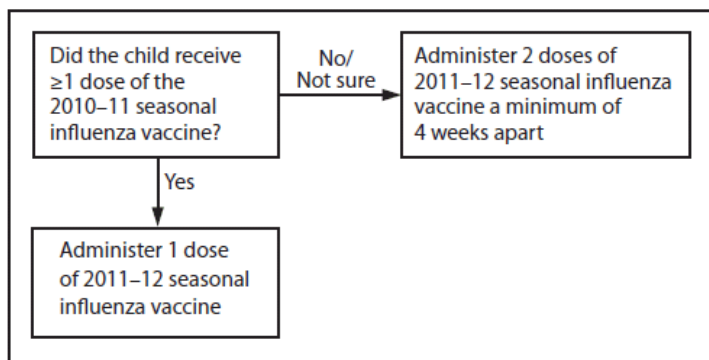 Did the child receive
≥1 dose of the
2010–11 seasonal
influenza vaccine?
No/
Not sure
Administer 2 doses of
2011–12 seasonal influenza
vaccine a minimum of
4 weeks apart
Yes
Administer 1 dose
of 2011–12 seasonal
influenza vaccine